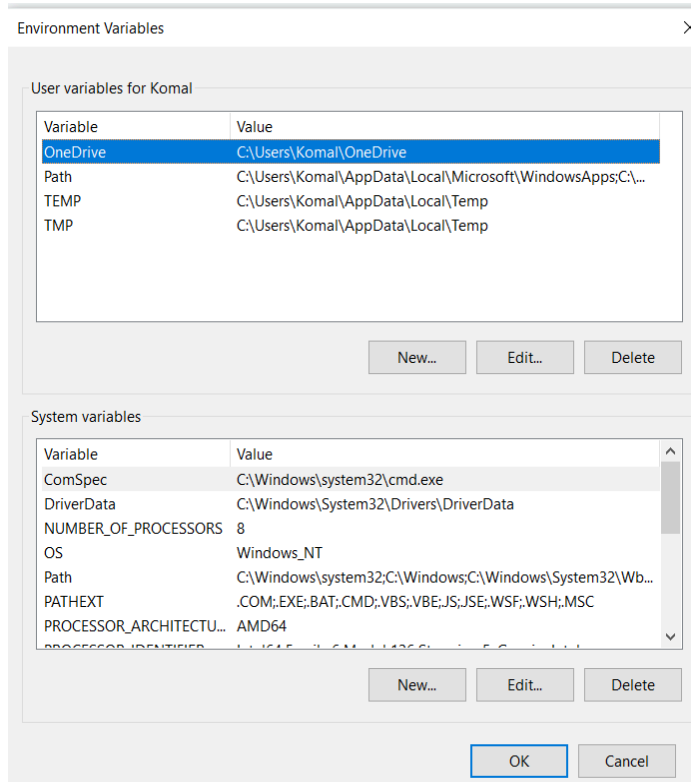 Environment Variables
User variables for Komal
Variable Value
OneDrive C:\Users\Komal\OneDrive
Path C:\Users\Komal\AppData\Local\Microsoft\WindowsApps;C:\...
TEMP C:\Users\Komal\AppData\Local\Temp
TMP C:\Users\Komal\AppData\Local\Temp
New... Edit... Delete
System variables
Variable Value
ComSpec C:\Windows\system32\cmd.exe
DriverData C:\Windows\System32\Drivers\DriverData
NUMBER_OF_PROCESSORS 8
OS Windows_NT
Path C:\Windows\system32;C:\Windows;C:\Windows\System32\Wb...
PATHEXT .COM;.EXE;.BAT;.CMD;.VBS;.VBE;.JS;.JSE;.WSF;.WSH;.MSC
PROCESSOR_ARCHITECTU... AMD64
New... Edit... Delete
OK Cancel